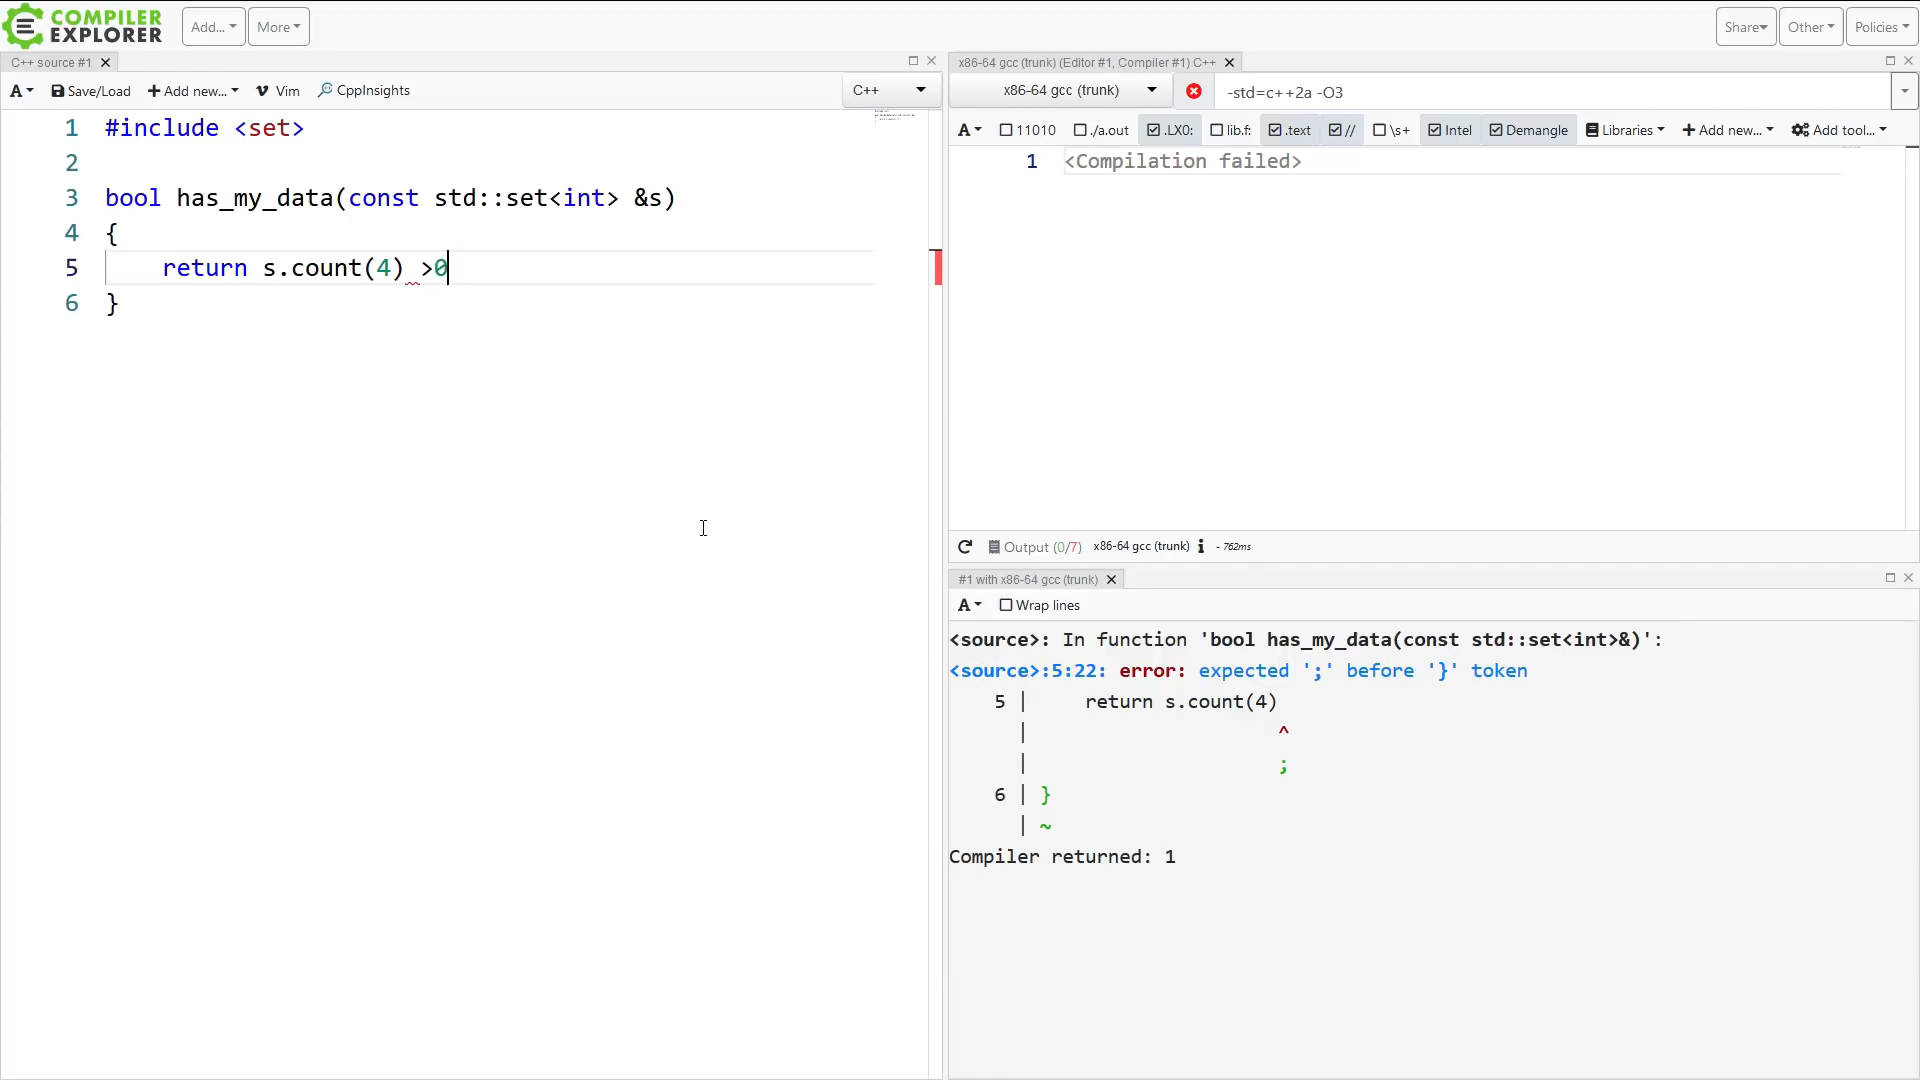 COMPILER
EXPLORER
Add...
More
Share
Other
Policies
C++ source #1
A
Save/Load
Add new...
Vim
CppInsights
C++
1 #include <set>
2
3 bool has_my_data(const std::set<int> &s)
4 {
5 return s.count(4) >0
6 }
x86-64 gcc (trunk) (Editor #1, Compiler #1) C++
x86-64 gcc (trunk)
-std=c++2a -O3
A
11010
./a.out
.LX0:
lib.f:
.text
//
\s+
Intel
Demangle
Libraries
Add new...
Add tool...
1 <Compilation failed>
Output (0/7)
x86-64 gcc (trunk)
- 762ms
#1 with x86-64 gcc (trunk)
A
Wrap lines
<source>: In function 'bool has_my_data(const std::set<int>&)':
<source>:5:22: error: expected ';' before '}' token
5 | return s.count(4)
| ^
| ;
6 | }
| ~
Compiler returned: 1